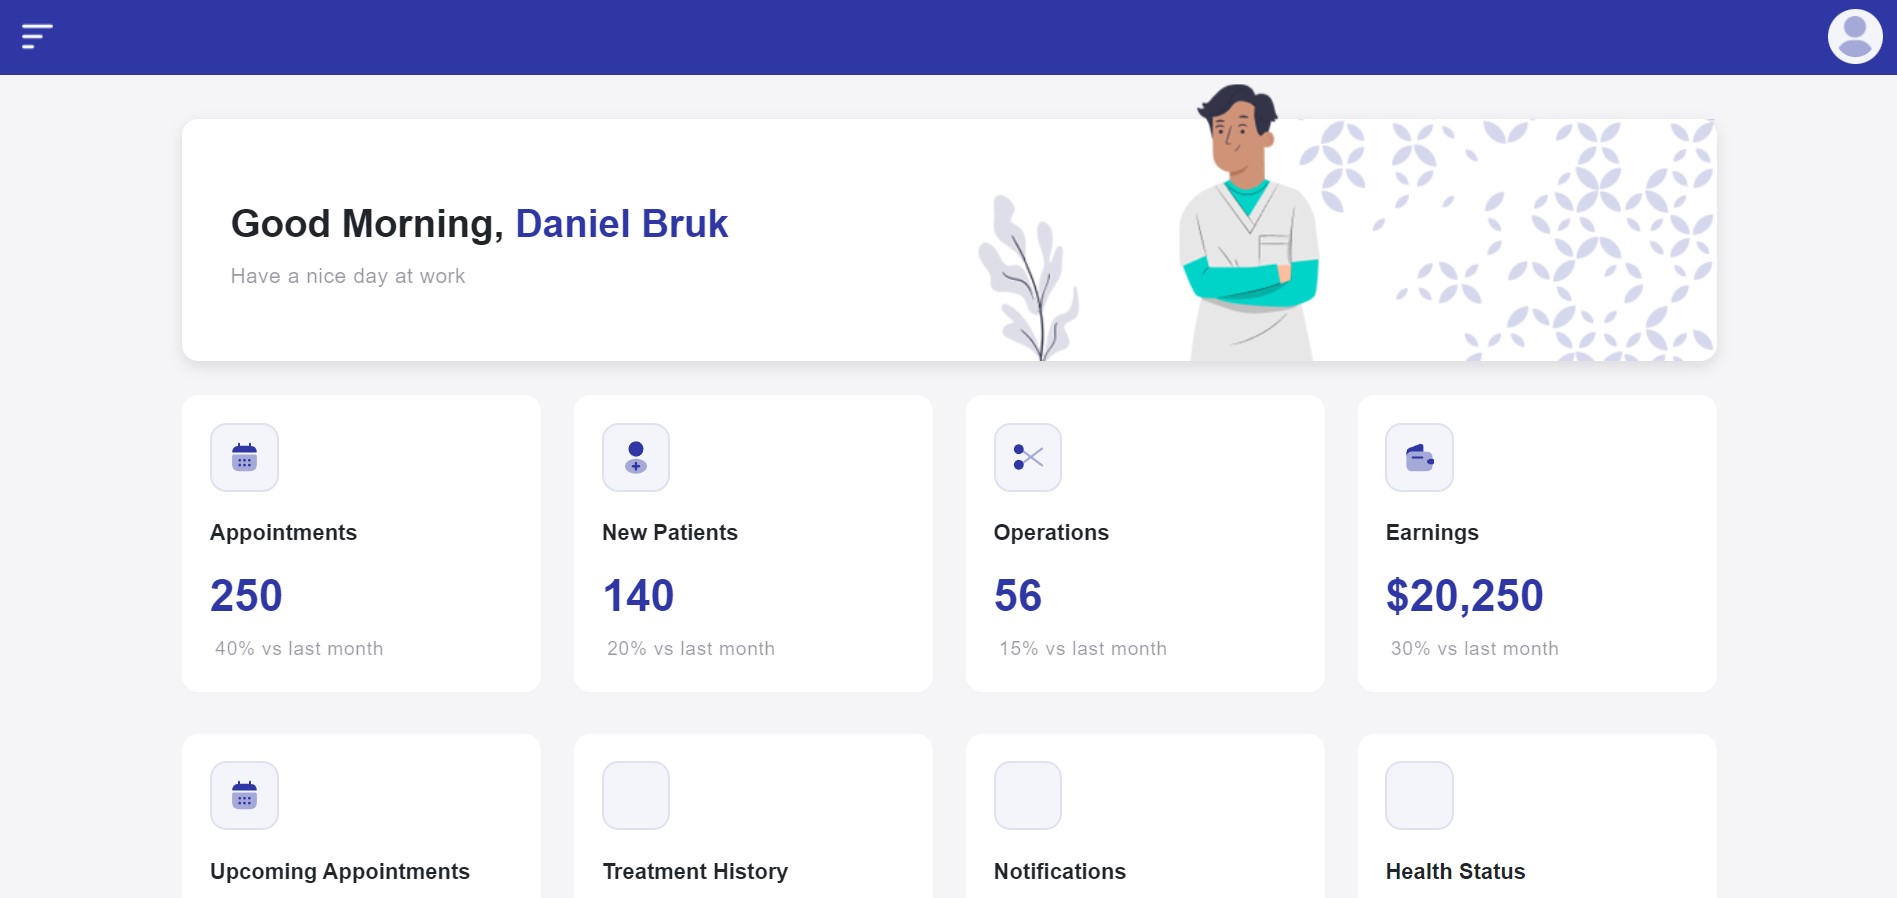 Good Morning, Daniel Bruk
Have a nice day at work
Appointments
250
40% vs last month
New Patients
140
20% vs last month
Operations
56
15% vs last month
Earnings
$20,250
30% vs last month
Upcoming Appointments
Treatment History
Notifications
Health Status